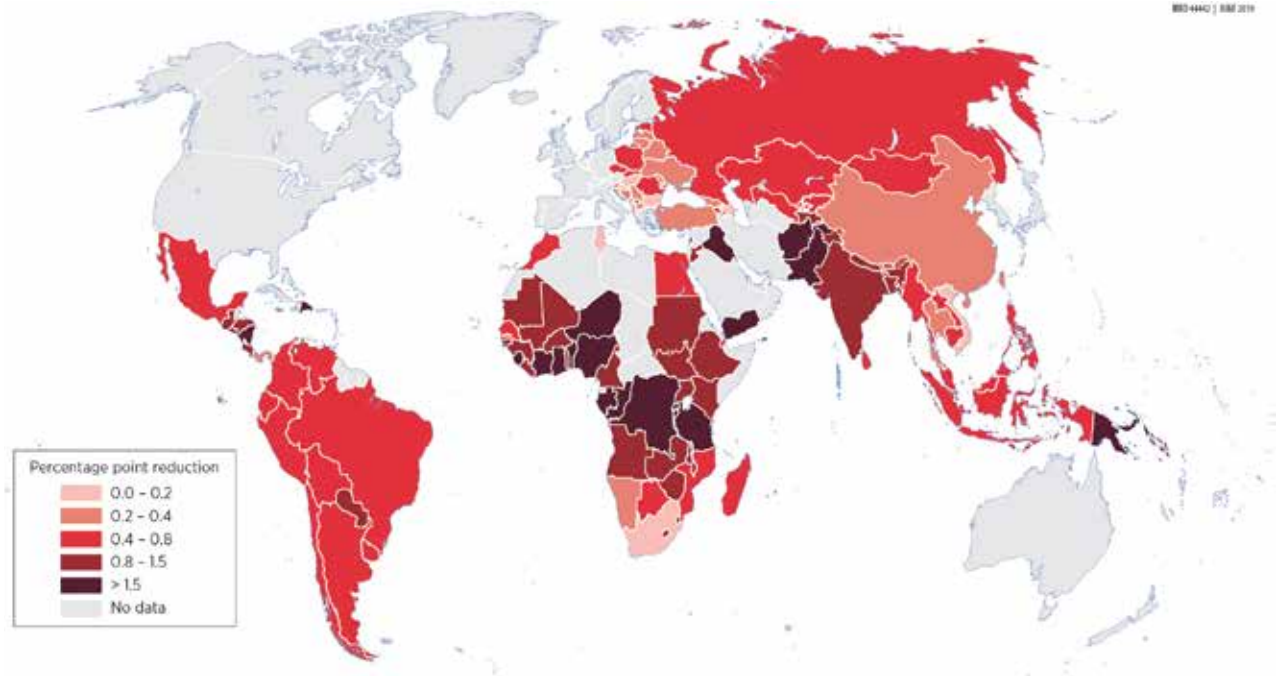 Percentage point reduction
0.0 – 0.2
0.2 – 0.4
0.4 – 0.8
0.8 – 1.5
> 1.5
No data